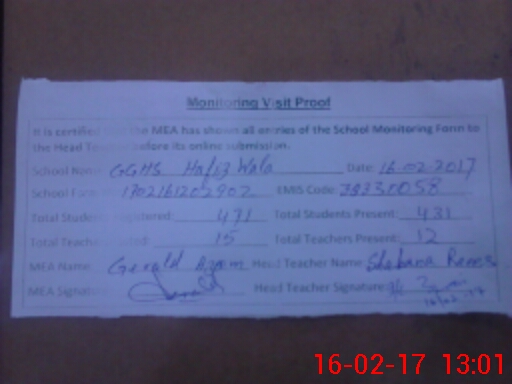 Monitoring Visit Proof
It is certified the MEA has shown all entries of the School Monitoring Form to
the Head before its online submission.
School Name GGHS Hafiz Wala Date: 16-02-2017
School Form 1702161202902 EMIS Code: 38330058
Total Students Registered: 471 Total Students Present: 431
Total Teachers 15 Total Teachers Present: 12
MEA Name: Gerald Azam Head Teacher Name: Shabana
MEA Signature Head Teacher Signature:
16-02-17 13:01